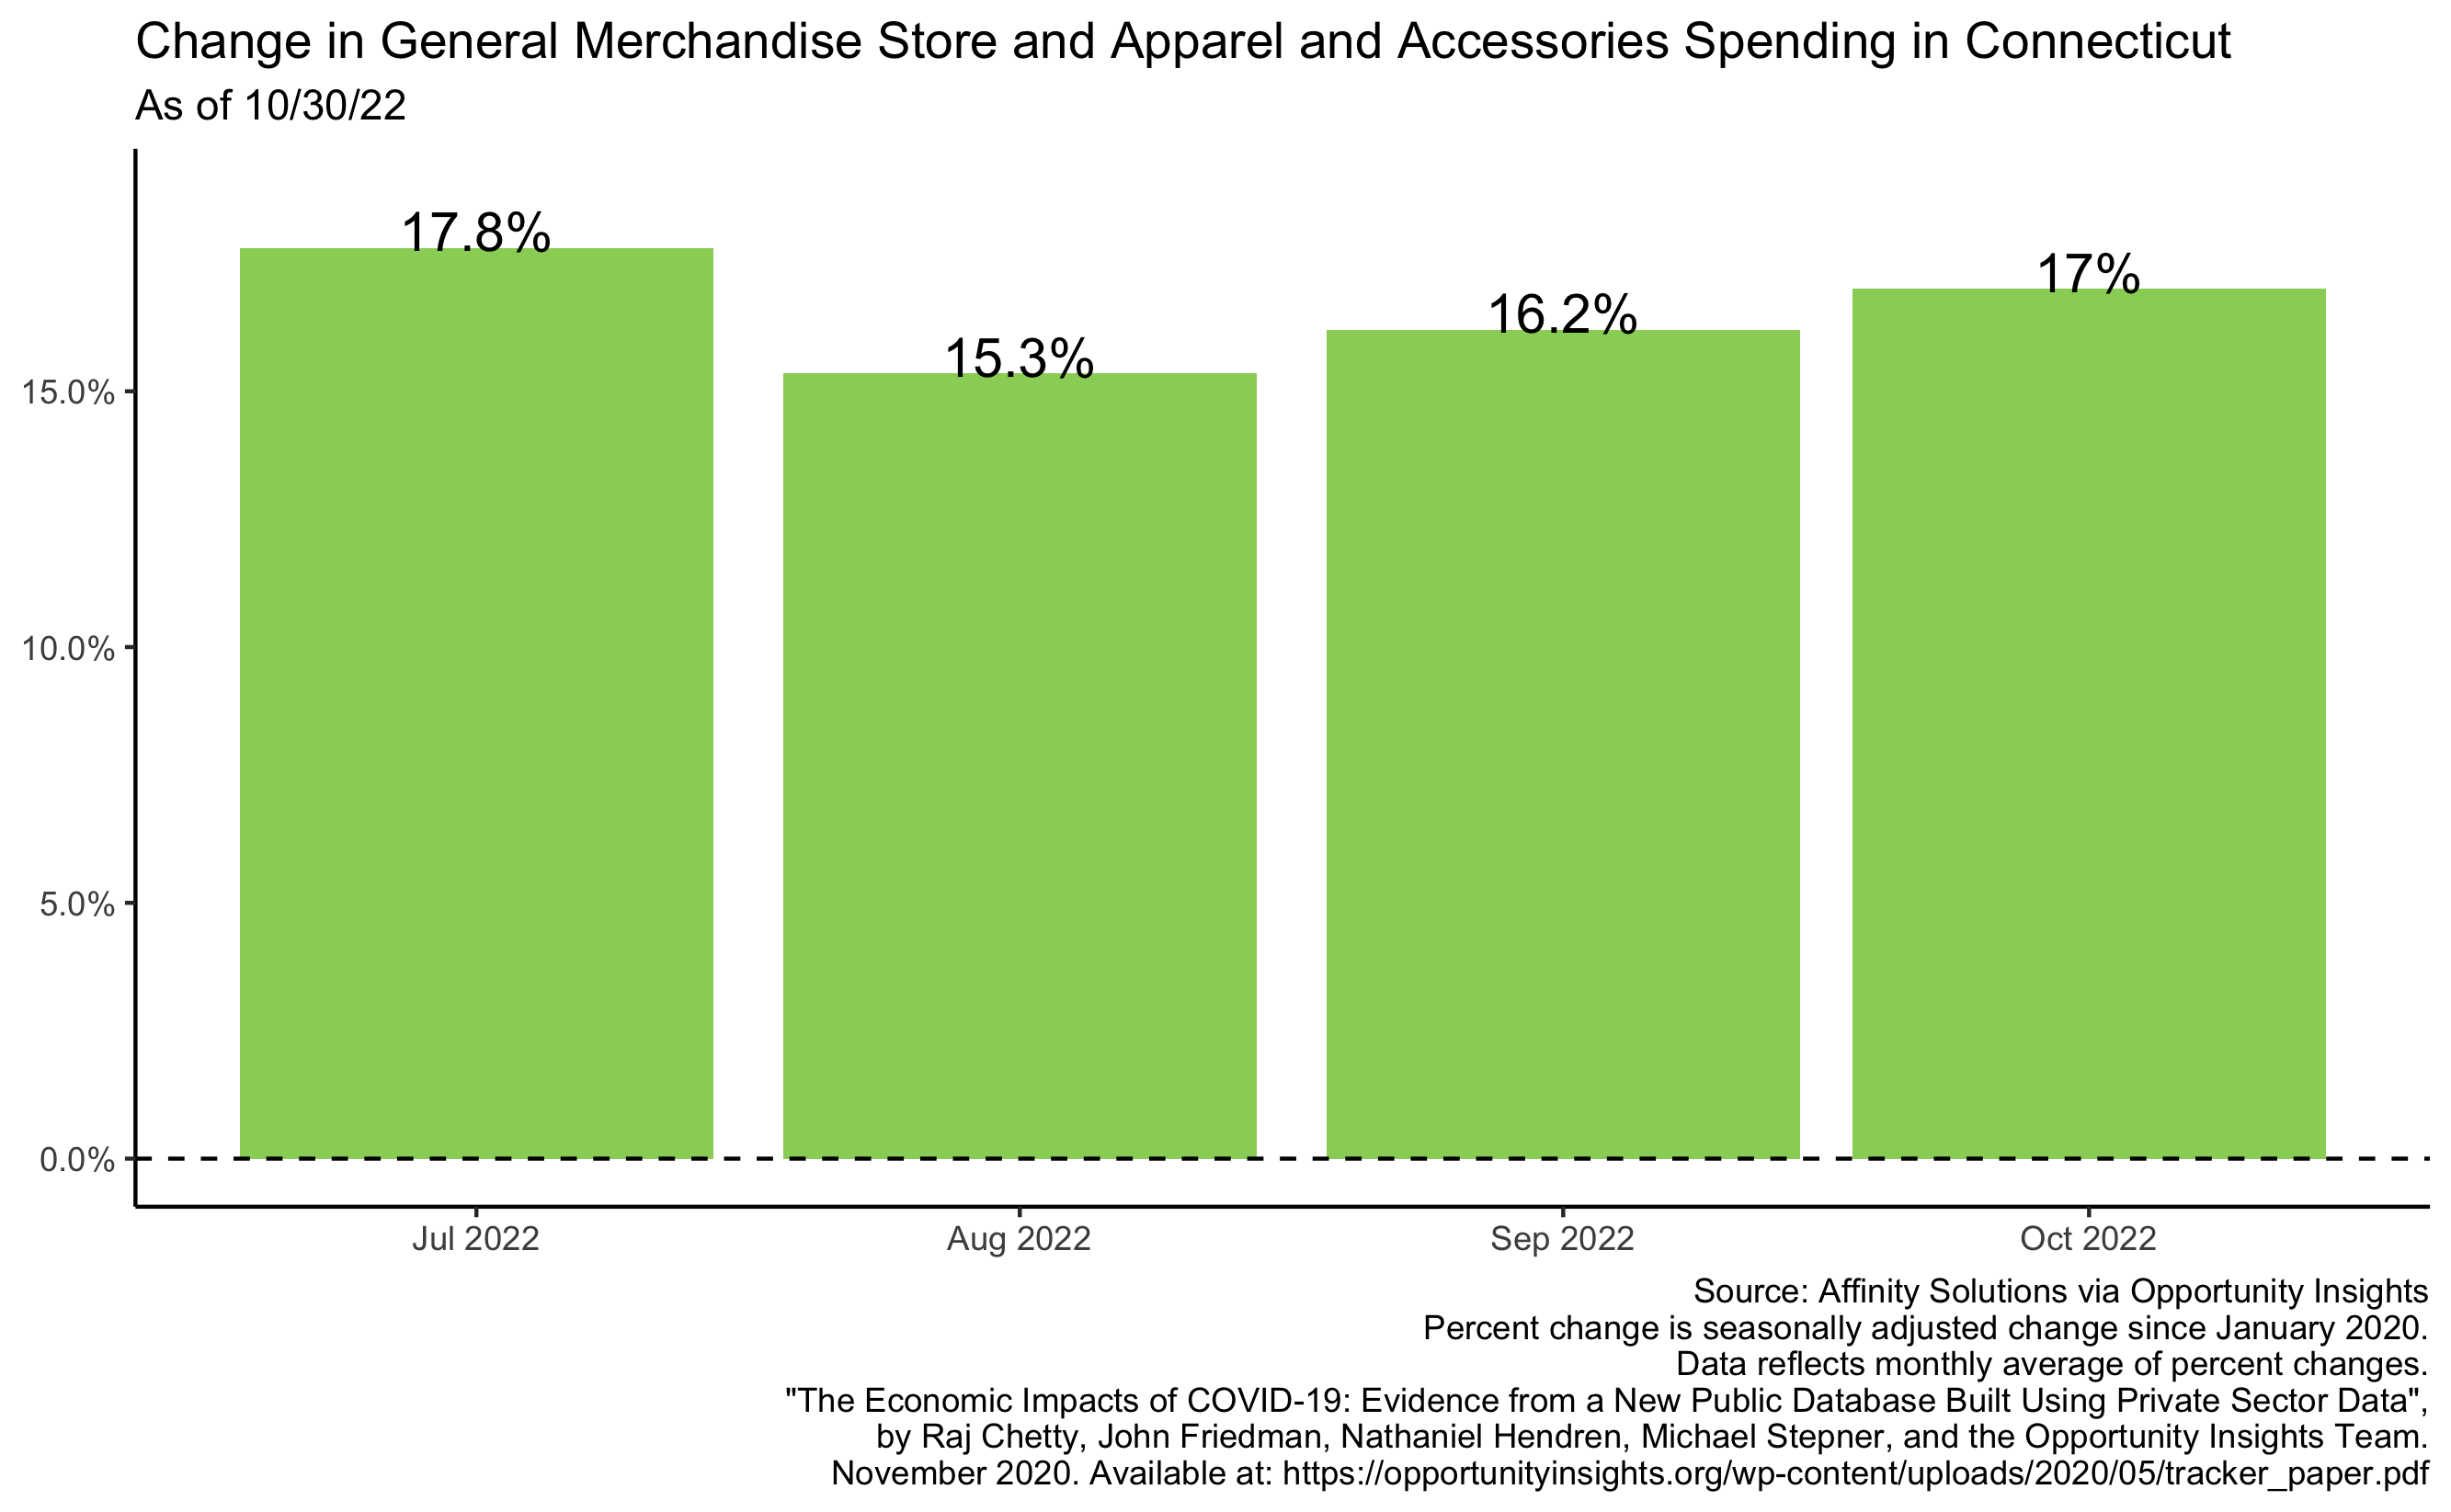 Change in General Merchandise Store and Apparel and Accessories Spending in Connecticut
As of 10/30/22
17.8%
15.3%
16.2%
17%
15.0%
10.0%
5.0%
0.0%
Jul 2022
Aug 2022
Sep 2022
Oct 2022
Source: Affinity Solutions via Opportunity Insights
Percent change is seasonally adjusted change since January 2020.
Data reflects monthly average of percent changes.
"The Economic Impacts of COVID-19: Evidence from a New Public Database Built Using Private Sector Data",
by Raj Chetty, John Friedman, Nathaniel Hendren, Michael Stepner, and the Opportunity Insights Team.
November 2020. Available at: https://opportunityinsights.org/wp-content/uploads/2020/05/tracker_paper.pdf